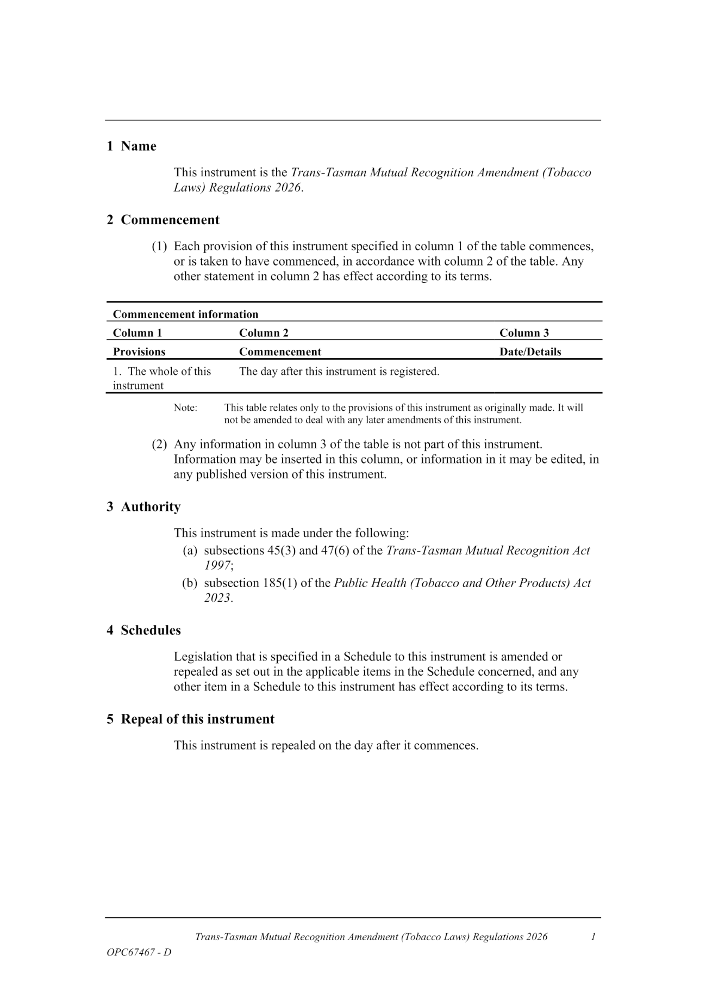 1 Name
This instrument is the Trans-Tasman Mutual Recognition Amendment (Tobacco
Laws) Regulations 2026.
2 Commencement
(1) Each provision of this instrument specified in column 1 of the table commences,
or is taken to have commenced, in accordance with column 2 of the table. Any
other statement in column 2 has effect according to its terms.
Commencement information
Column 1 Column 2 Column 3
Provisions Commencement Date/Details
1. The whole of this The day after this instrument is registered.
instrument
Note: This table relates only to the provisions of this instrument as originally made. It will
not be amended to deal with any later amendments of this instrument.
(2) Any information in column 3 of the table is not part of this instrument.
Information may be inserted in this column, or information in it may be edited, in
any published version of this instrument.
3 Authority
This instrument is made under the following:
(a) subsections 45(3) and 47(6) of the Trans-Tasman Mutual Recognition Act
1997;
(b) subsection 185(1) of the Public Health (Tobacco and Other Products) Act
2023.
4 Schedules
Legislation that is specified in a Schedule to this instrument is amended or
repealed as set out in the applicable items in the Schedule concerned, and any
other item in a Schedule to this instrument has effect according to its terms.
5 Repeal of this instrument
This instrument is repealed on the day after it commences.
Trans-Tasman Mutual Recognition Amendment (Tobacco Laws) Regulations 2026 1
OPC67467 - D